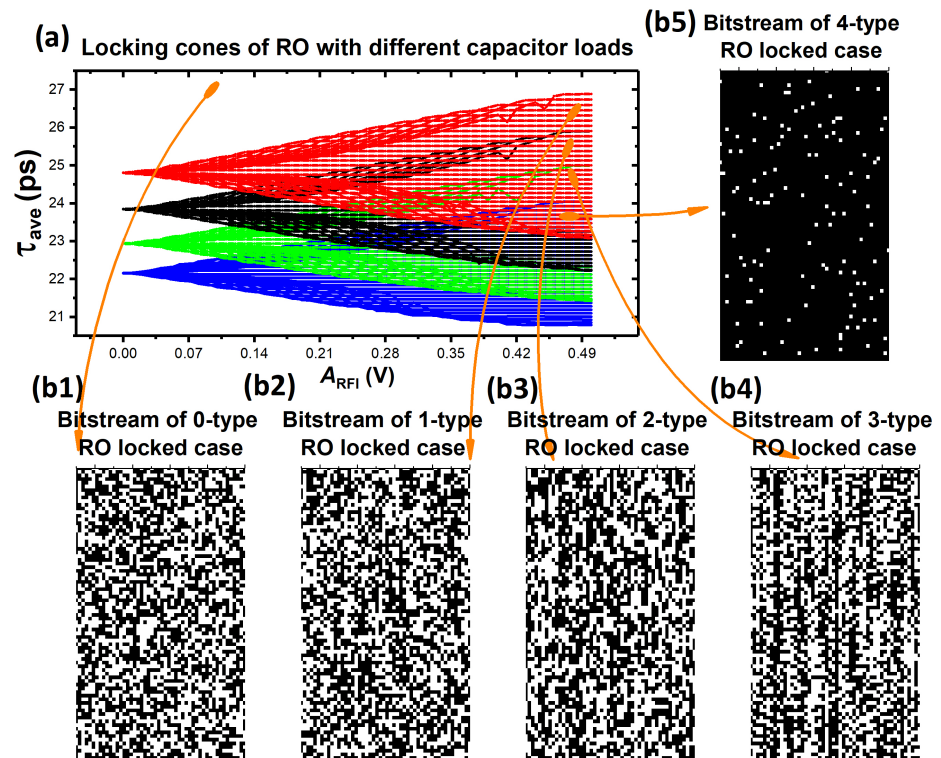 (a)
Locking cones of RO with different capacitor loads
27
26
25
24
23
22
21
τave (ps)
0.00 0.07 0.14 0.21 0.28 0.35 0.42 0.49
ARFI (V)
(b5)
Bitstream of 4-type
RO locked case
(b1)
Bitstream of 0-type
RO locked case
(b2)
Bitstream of 1-type
RO locked case
(b3)
Bitstream of 2-type
RO locked case
(b4)
Bitstream of 3-type
RO locked case